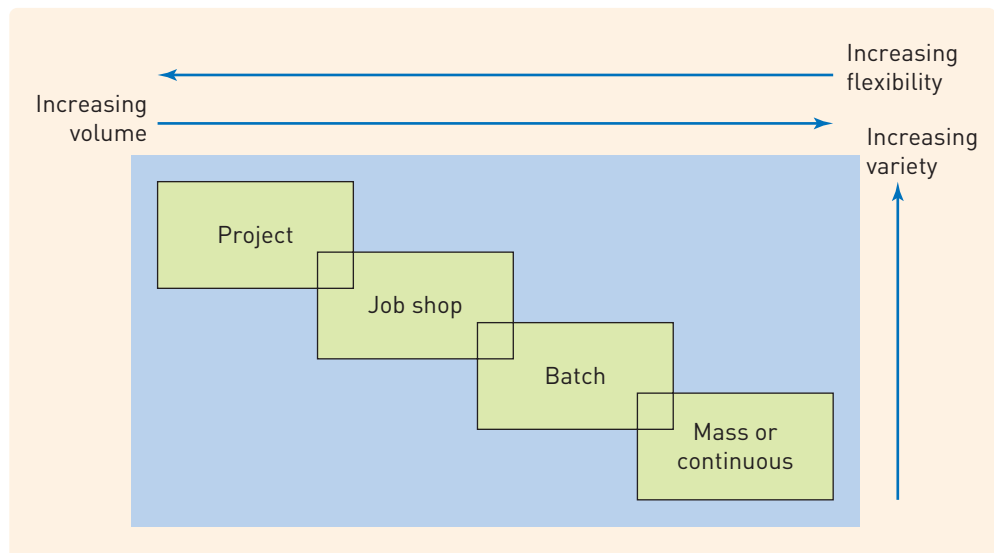 Increasing
flexibility
Increasing
volume
Increasing
variety
Project
Job shop
Batch
Mass or
continuous